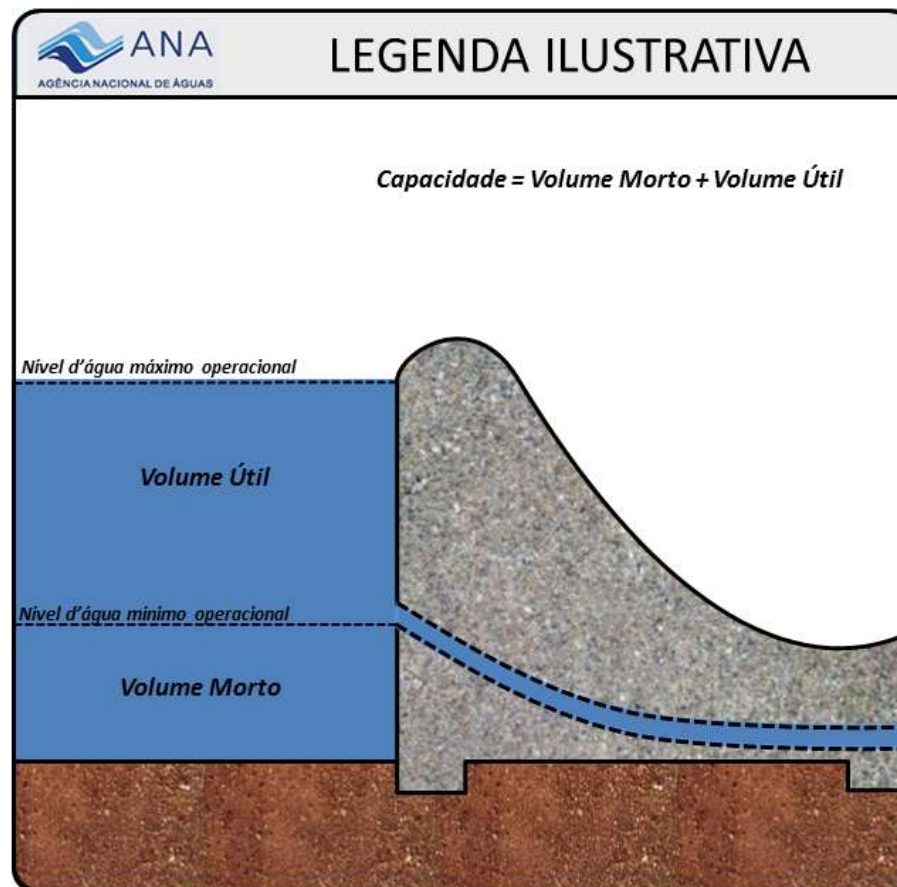 ANA
AGÊNCIA NACIONAL DE ÁGUAS
LEGENDA ILUSTRATIVA
Capacidade = Volume Morto + Volume Útil
Nível d'água máximo operacional
Volume Útil
Nível d'água mínimo operacional
Volume Morto